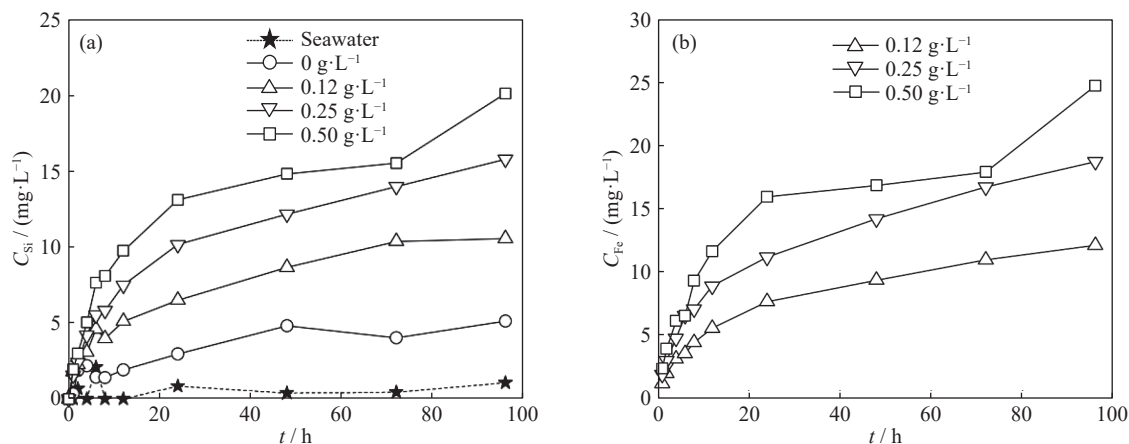 (a)
Seawater
0 g·L⁻¹
0.12 g·L⁻¹
0.25 g·L⁻¹
0.50 g·L⁻¹
25
20
15
10
5
0
C_Si / (mg·L⁻¹)
0 20 40 60 80 100
t / h
(b)
0.12 g·L⁻¹
0.25 g·L⁻¹
0.50 g·L⁻¹
30
25
20
15
10
5
0
C_Fe / (mg·L⁻¹)
0 20 40 60 80 100
t / h